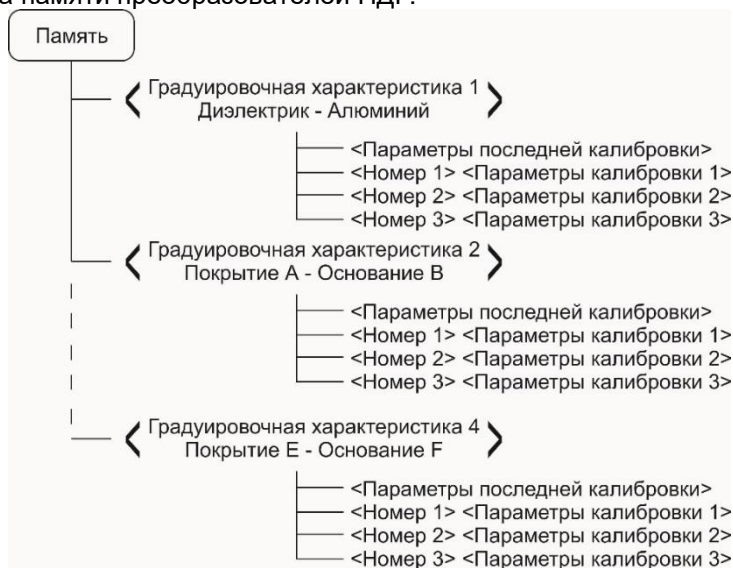 Память
Градуировочная характеристика 1
Диэлектрик - Алюминий
<Параметры последней калибровки>
<Номер 1> <Параметры калибровки 1>
<Номер 2> <Параметры калибровки 2>
<Номер 3> <Параметры калибровки 3>
Градуировочная характеристика 2
Покрытие А - Основание В
<Параметры последней калибровки>
<Номер 1> <Параметры калибровки 1>
<Номер 2> <Параметры калибровки 2>
<Номер 3> <Параметры калибровки 3>
Градуировочная характеристика 4
Покрытие Е - Основание F
<Параметры последней калибровки>
<Номер 1> <Параметры калибровки 1>
<Номер 2> <Параметры калибровки 2>
<Номер 3> <Параметры калибровки 3>